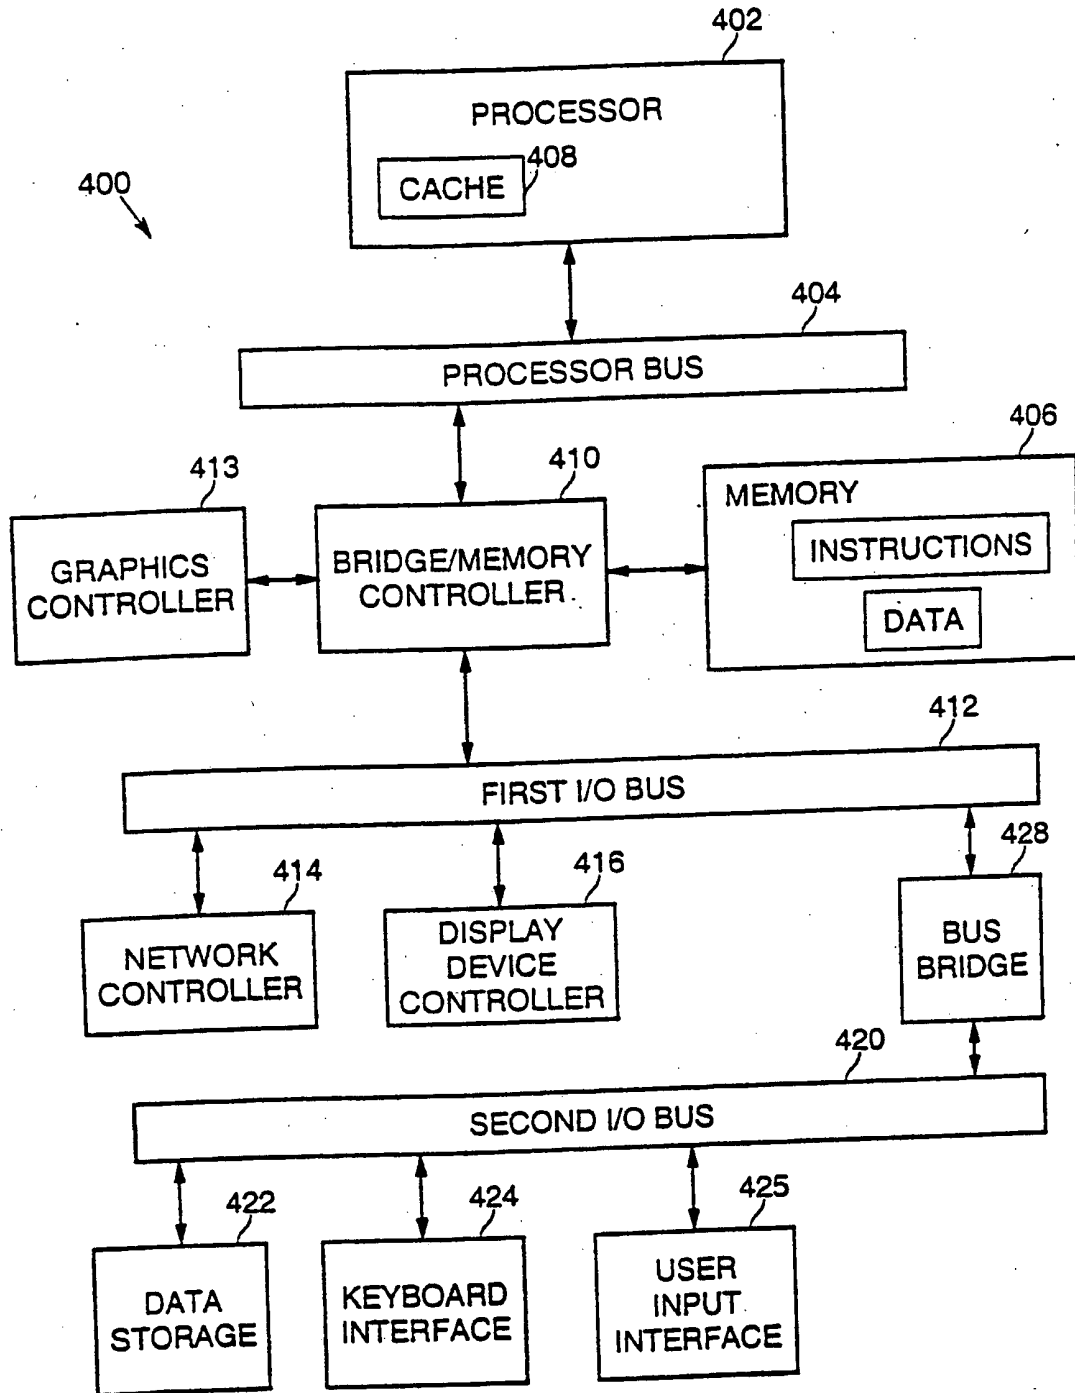 402
PROCESSOR
CACHE
408
400
404
PROCESSOR BUS
406
413
410
MEMORY
INSTRUCTIONS
DATA
GRAPHICS
CONTROLLER
BRIDGE/MEMORY
CONTROLLER
412
FIRST I/O BUS
428
414
416
NETWORK
CONTROLLER
DISPLAY
DEVICE
CONTROLLER
BUS
BRIDGE
420
SECOND I/O BUS
422
424
425
DATA
STORAGE
KEYBOARD
INTERFACE
USER
INPUT
INTERFACE